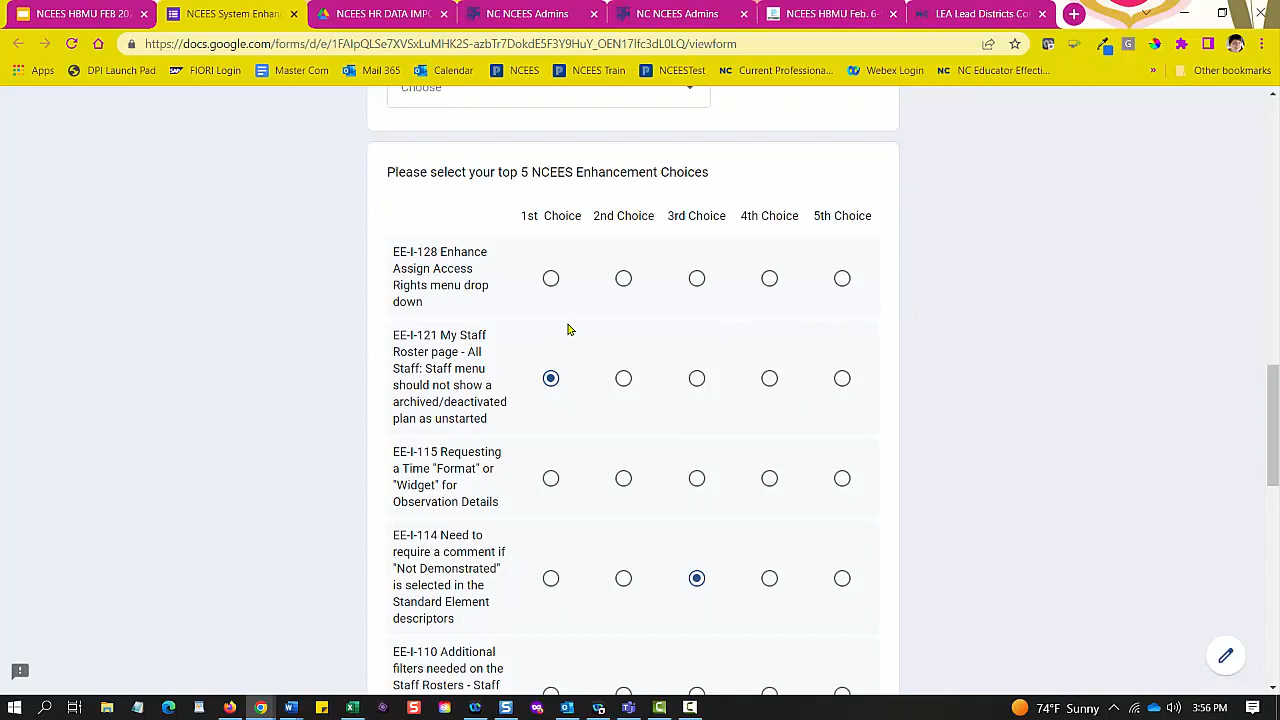 NCEES HBMU FEB 202
NCEES System Enhan
NCEES HR DATA IMPO
NC NCEES Admins
NC NCEES Admins
NCEES HBMU Feb. 6-
LEA Lead Districts Co
https://docs.google.com/forms/d/e/1FAIpQLSe7XVSxLuMHK2S-azbTr7DokdE5F3Y9HuY_OEN17Ifc3dL0LQ/viewform
Apps
DPI Launch Pad
FIORI Login
Master Com
Mail 365
Calendar
NCEES
NCEES Train
NCEESTest
Current Professiona...
Webex Login
NC Educator Effecti...
»
Other bookmarks
Choose
Please select your top 5 NCEES Enhancement Choices
1st Choice 2nd Choice 3rd Choice 4th Choice 5th Choice
EE-I-128 Enhance
Assign Access
Rights menu drop
down
EE-I-121 My Staff
Roster page - All
Staff: Staff menu
should not show a
archived/deactivated
plan as unstarted
EE-I-115 Requesting
a Time "Format" or
"Widget" for
Observation Details
EE-I-114 Need to
require a comment if
"Not Demonstrated"
is selected in the
Standard Element
descriptors
EE-I-110 Additional
filters needed on the
Staff Rosters - Staff
74°F Sunny
3:56 PM